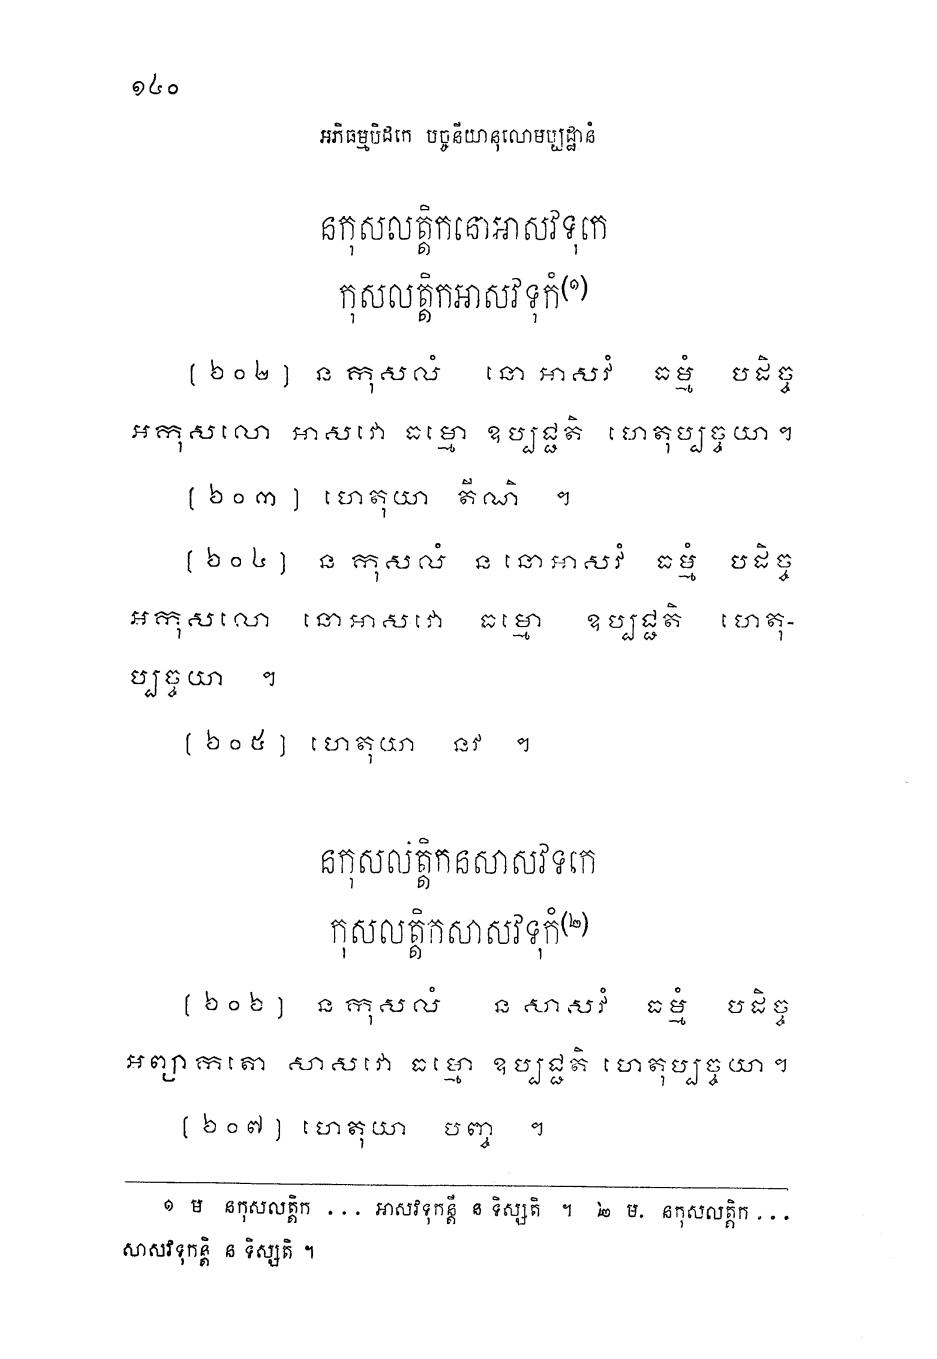 ១៤០
អភិធម្មបិដកេ បច្ចនីយានុលោមប្បដ្ឋានំ
នកុសលត្តិកនោអាសវទុកេ
កុសលត្តិកអាសវទុកំ(១)
[៦០២] ន កុសលំ នោ អាសវំ ធម្មំ បដិច្ច
អកុសលោ អាសវោ ធម្មោ ឧប្បជ្ជតិ ហេតុប្បច្ចយា ។
[៦០៣] ហេតុយា តីណិ ។
[៦០៤] ន កុសលំ ន នោអាសវំ ធម្មំ បដិច្ច
អកុសលោ នោអាសវោ ធម្មោ ឧប្បជ្ជតិ ហេតុ-
ប្បច្ចយា ។
[៦០៥] ហេតុយា នវ ។
នកុសលត្តិកនសាសវទុកេ
កុសលត្តិកសាសវទុកំ(២)
[៦០៦] ន កុសលំ ន សាសវំ ធម្មំ បដិច្ច
អព្យាកតោ សាសវោ ធម្មោ ឧប្បជ្ជតិ ហេតុប្បច្ចយា ។
[៦០៧] ហេតុយា បញ្ច ។
១ ម នកុសលត្តិក ... អាសវទុកន្តិ ន ទិស្សតិ ។ ២ ម. នកុសលត្តិក ...
សាសវទុកន្តិ ន ទិស្សតិ ។